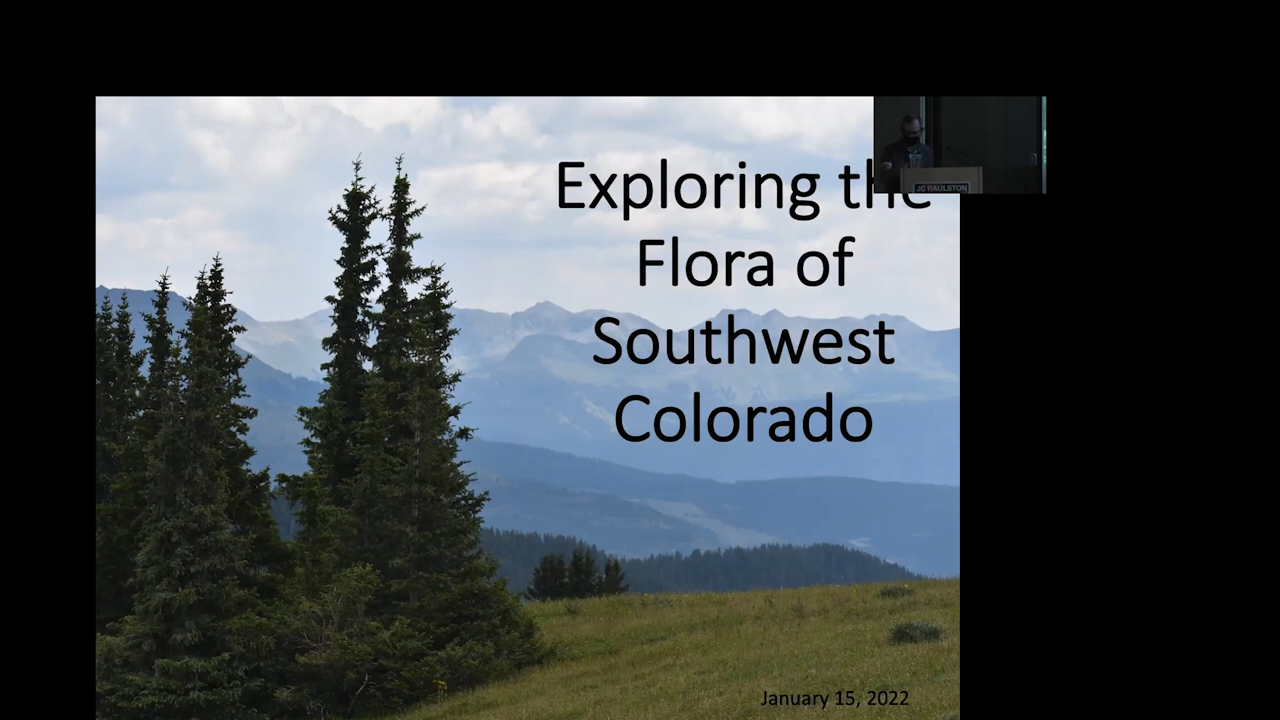 Exploring the
Flora of
Southwest
Colorado
JC RAULSTON
January 15, 2022